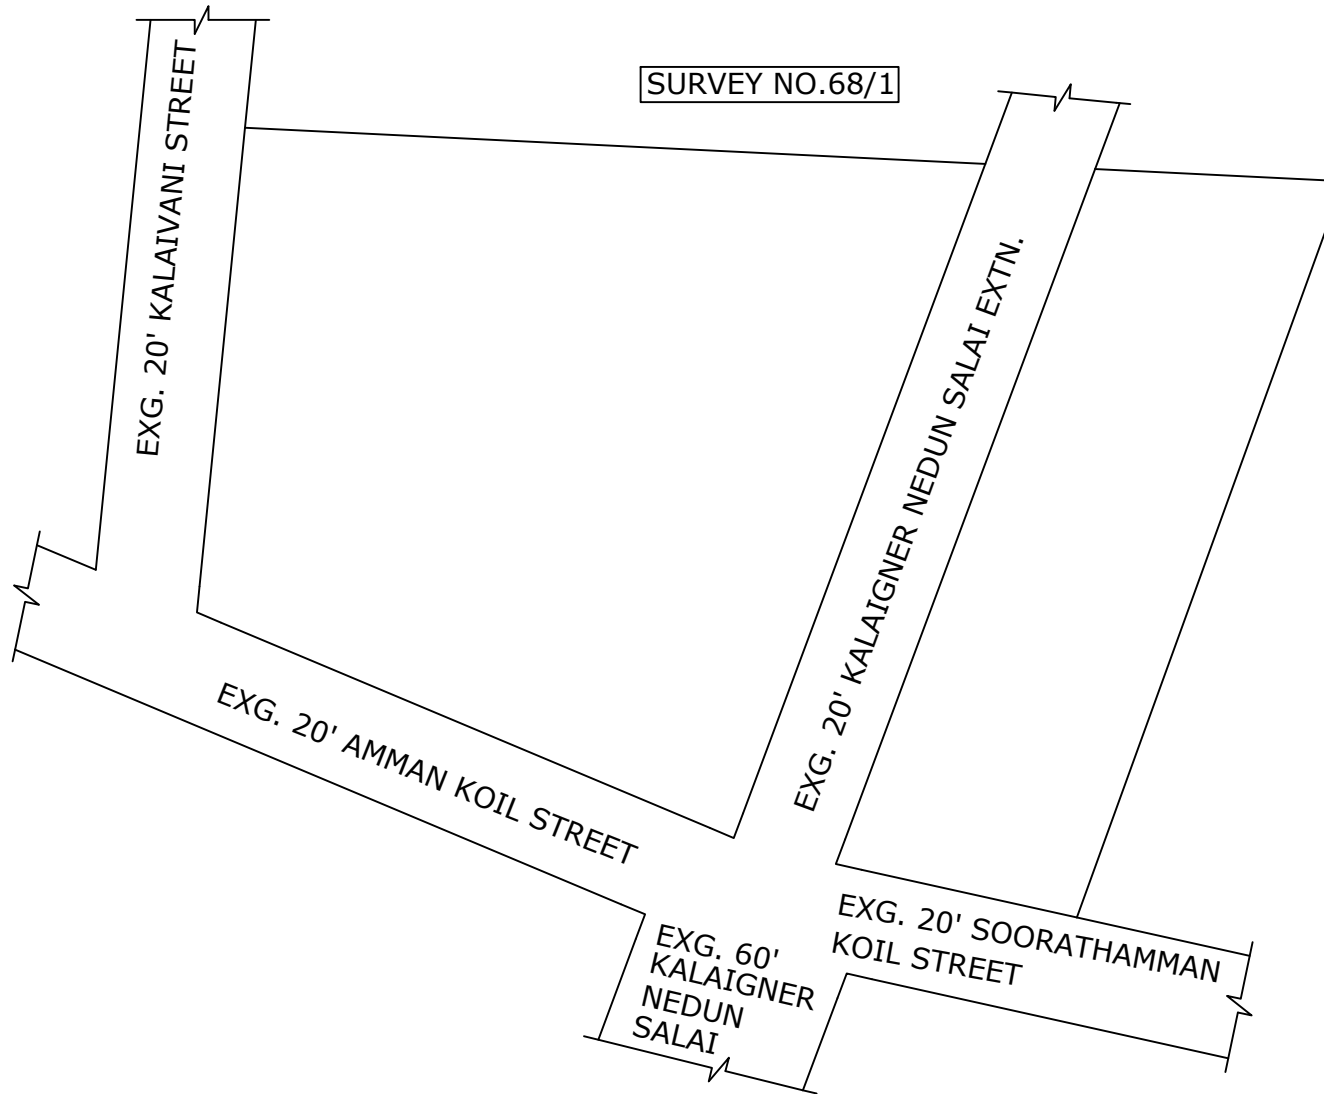 SURVEY NO.68/1
EXG. 20' KALAIVANI STREET
EXG. 20' KALAIGNER NEDUN SALAI EXTN.
EXG. 20' AMMAN KOIL STREET
EXG. 20' SOORATHAMMAN
KOIL STREET
EXG. 60'
KALAIGNER
NEDUN
SALAI